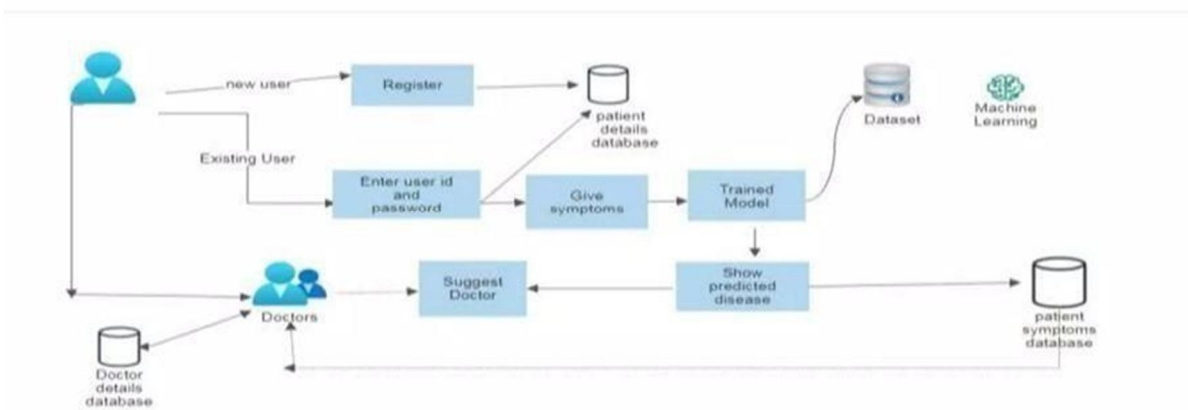 new user
Register
patient
details
database
Dataset
Machine
Learning
Existing User
Enter user id
and
password
Give
symptoms
Trained
Model
Doctors
Suggest
Doctor
Show
predicted
disease
patient
symptoms
database
Doctor
details
database